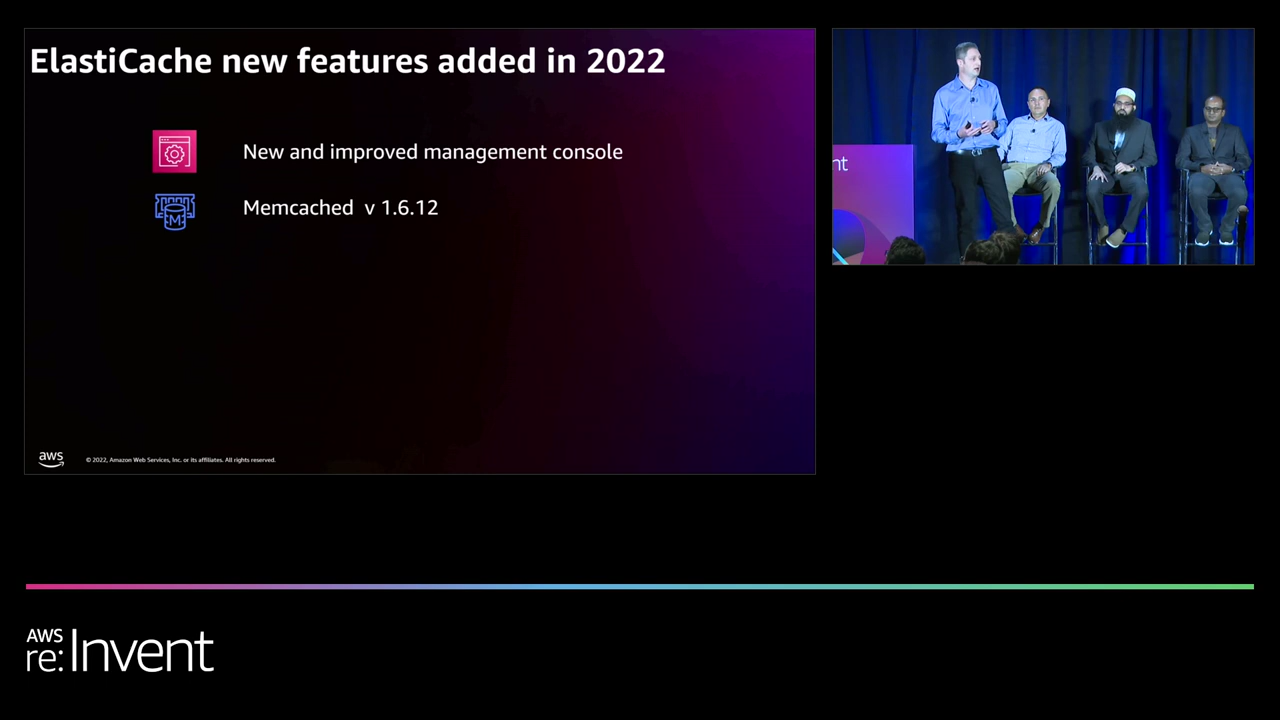 ElastiCache new features added in 2022
New and improved management console
M
Memcached v 1.6.12
aws
© 2022, Amazon Web Services, Inc. or its affiliates. All rights reserved.
nt
AWS
re:Invent